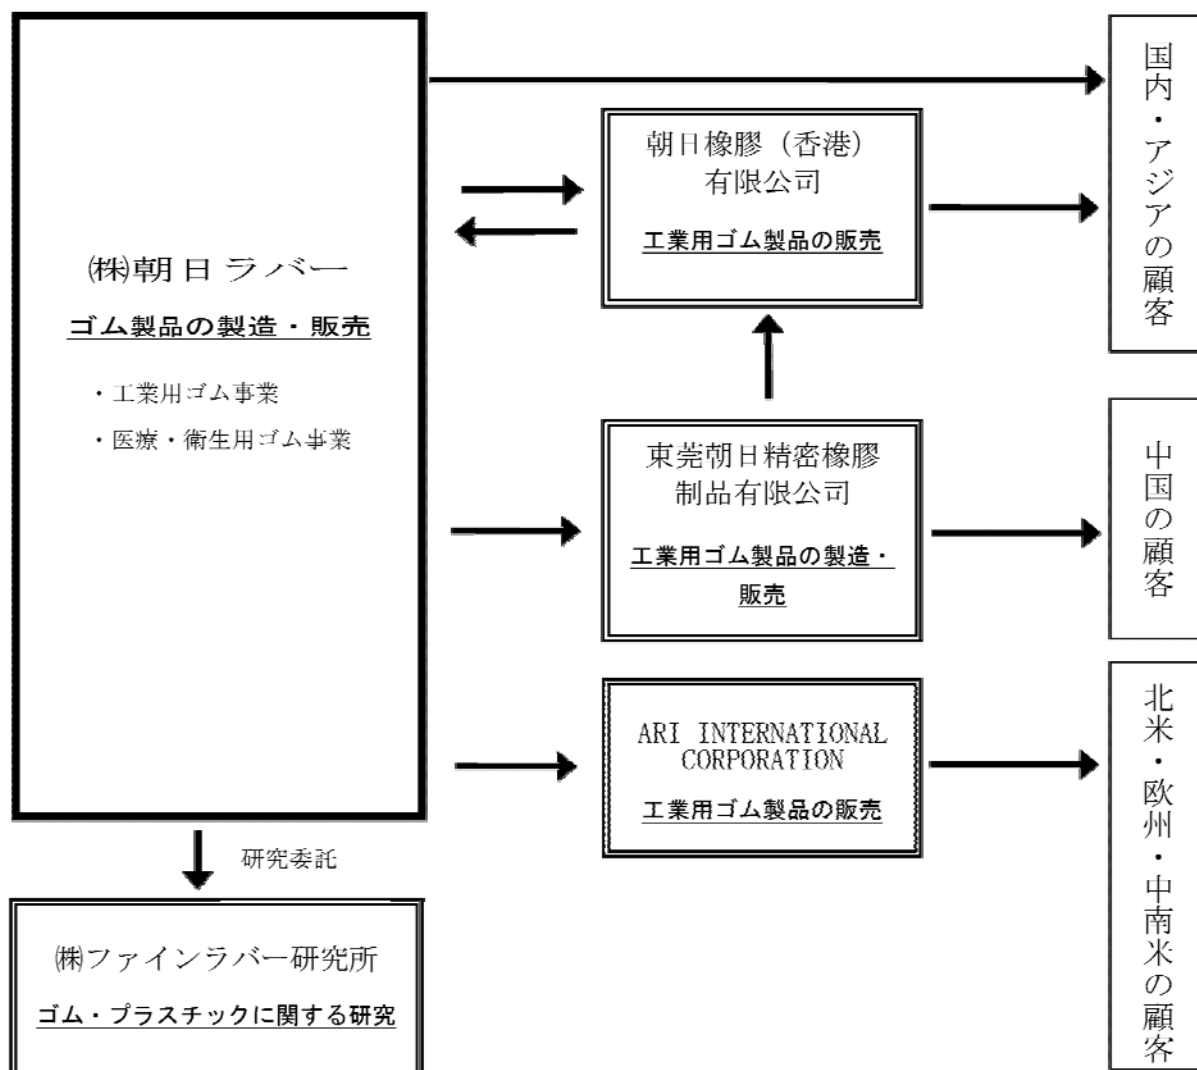 ㈱朝日ラバー
ゴム製品の製造・販売
・工業用ゴム事業
・医療・衛生用ゴム事業
研究委託
㈱ファインラバー研究所
ゴム・プラスチックに関する研究
朝日橡膠（香港）
有限公司
工業用ゴム製品の販売
東莞朝日精密橡膠
制品有限公司
工業用ゴム製品の製造・
販売
ARI INTERNATIONAL
CORPORATION
工業用ゴム製品の販売
国内・アジアの顧客
中国の顧客
北米・欧州・中南米の顧客